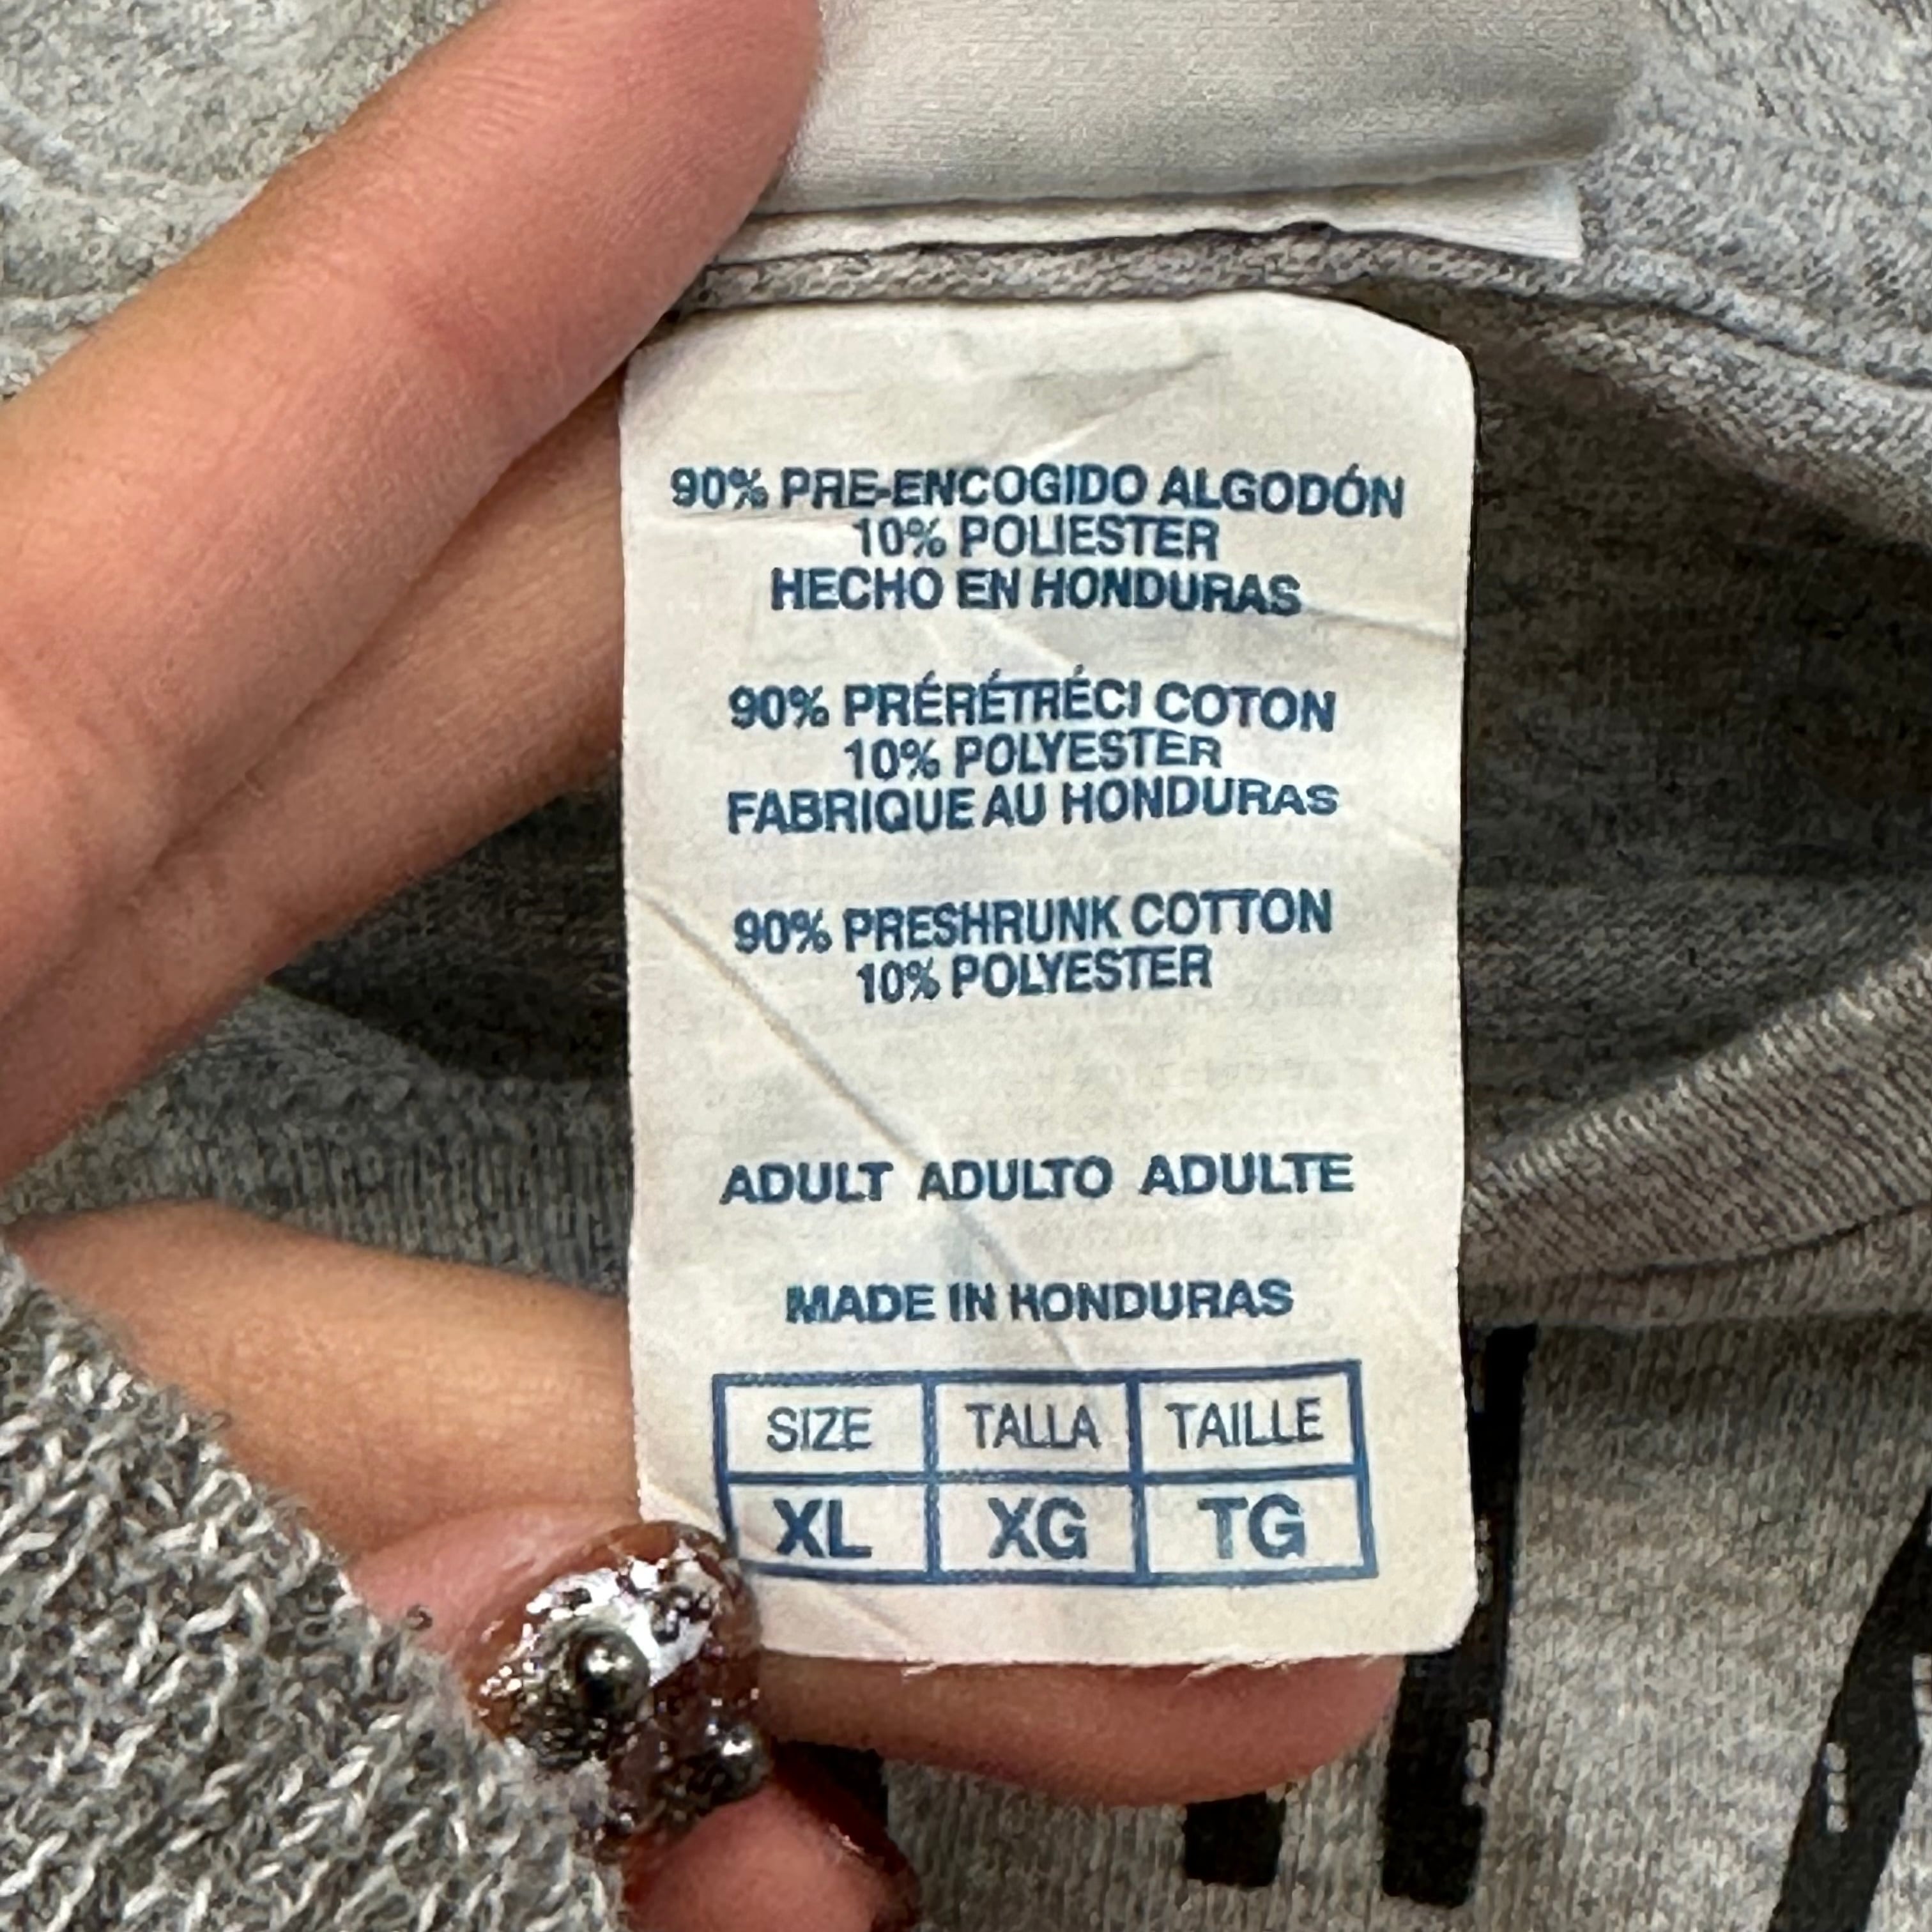 90% PRE-ENCOGIDO ALGODÓN
10% POLIESTER
HECHO EN HONDURAS
90% PRÉRÉTRÉCI COTON
10% POLYESTER
FABRIQUE AU HONDURAS
90% PRESHRUNK COTTON
10% POLYESTER
ADULT ADULTO ADULTE
MADE IN HONDURAS
SIZE TALLA TAILLE
XL XG TG